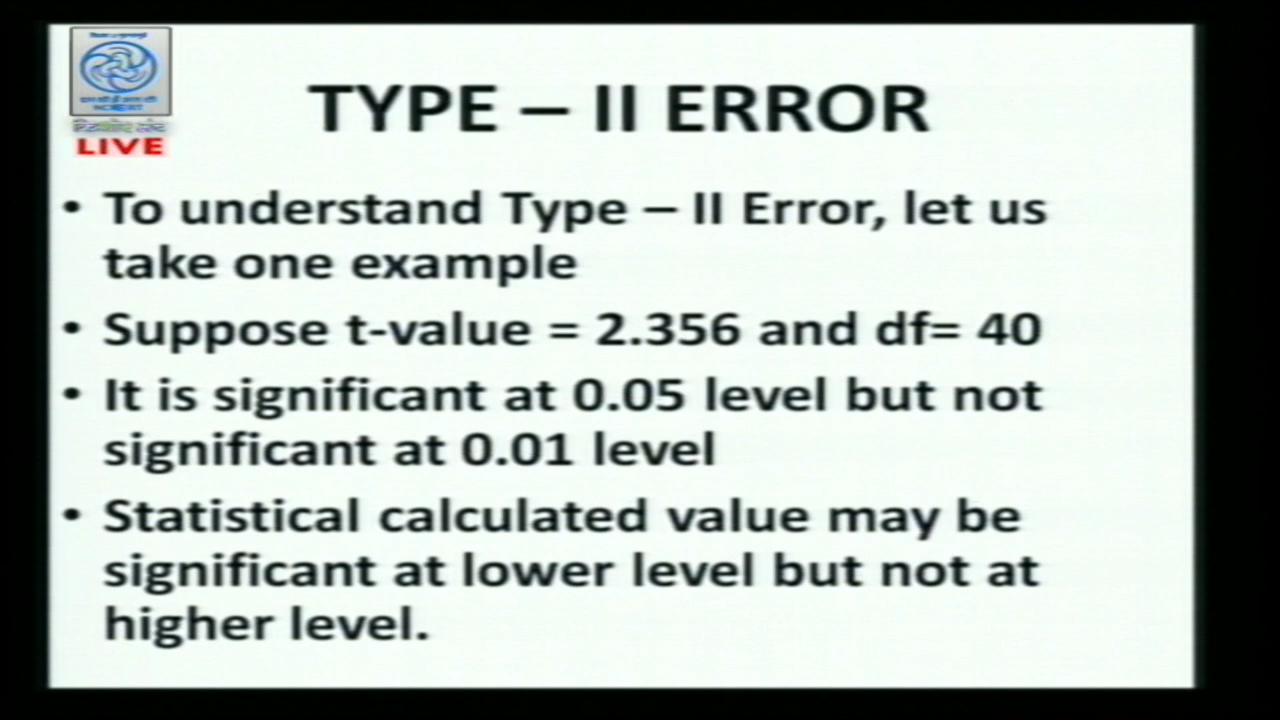 NCERT
LIVE
TYPE – II ERROR
• To understand Type – II Error, let us
take one example
• Suppose t-value = 2.356 and df= 40
• It is significant at 0.05 level but not
significant at 0.01 level
• Statistical calculated value may be
significant at lower level but not at
higher level.